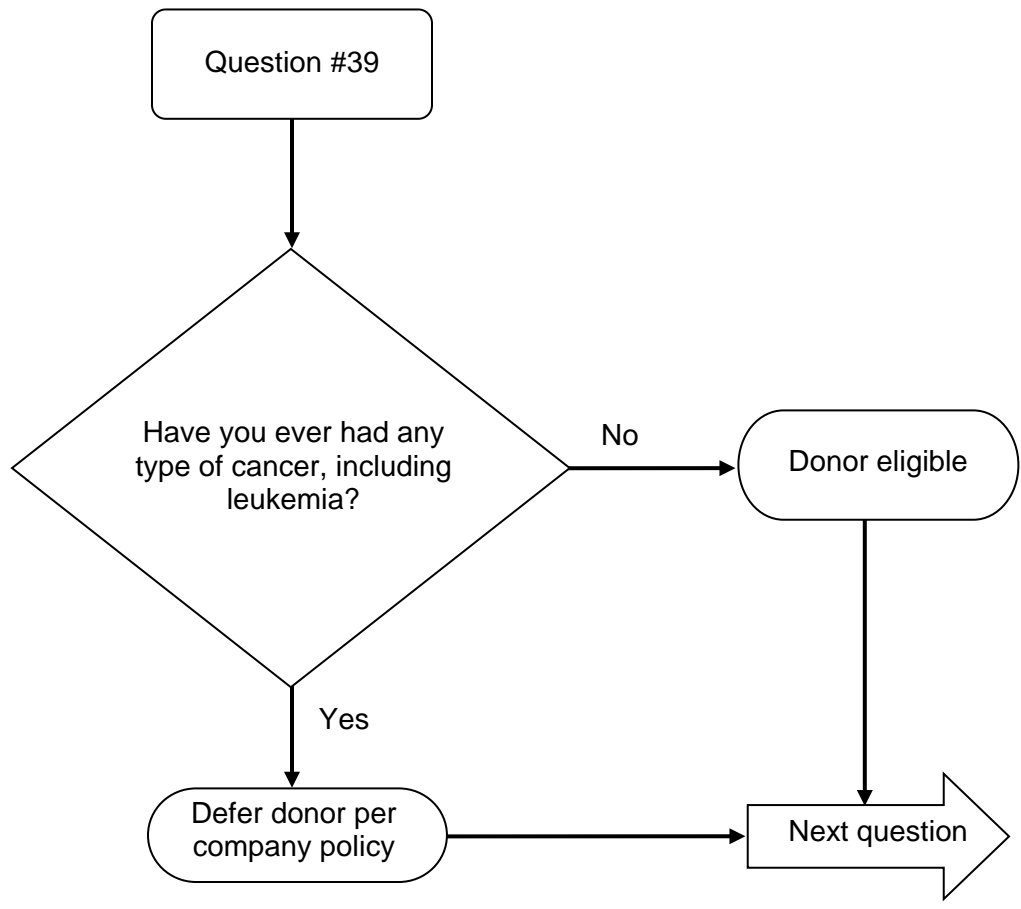 Question #39
Have you ever had any
type of cancer, including
leukemia?
No
Donor eligible
Yes
Defer donor per
company policy
Next question